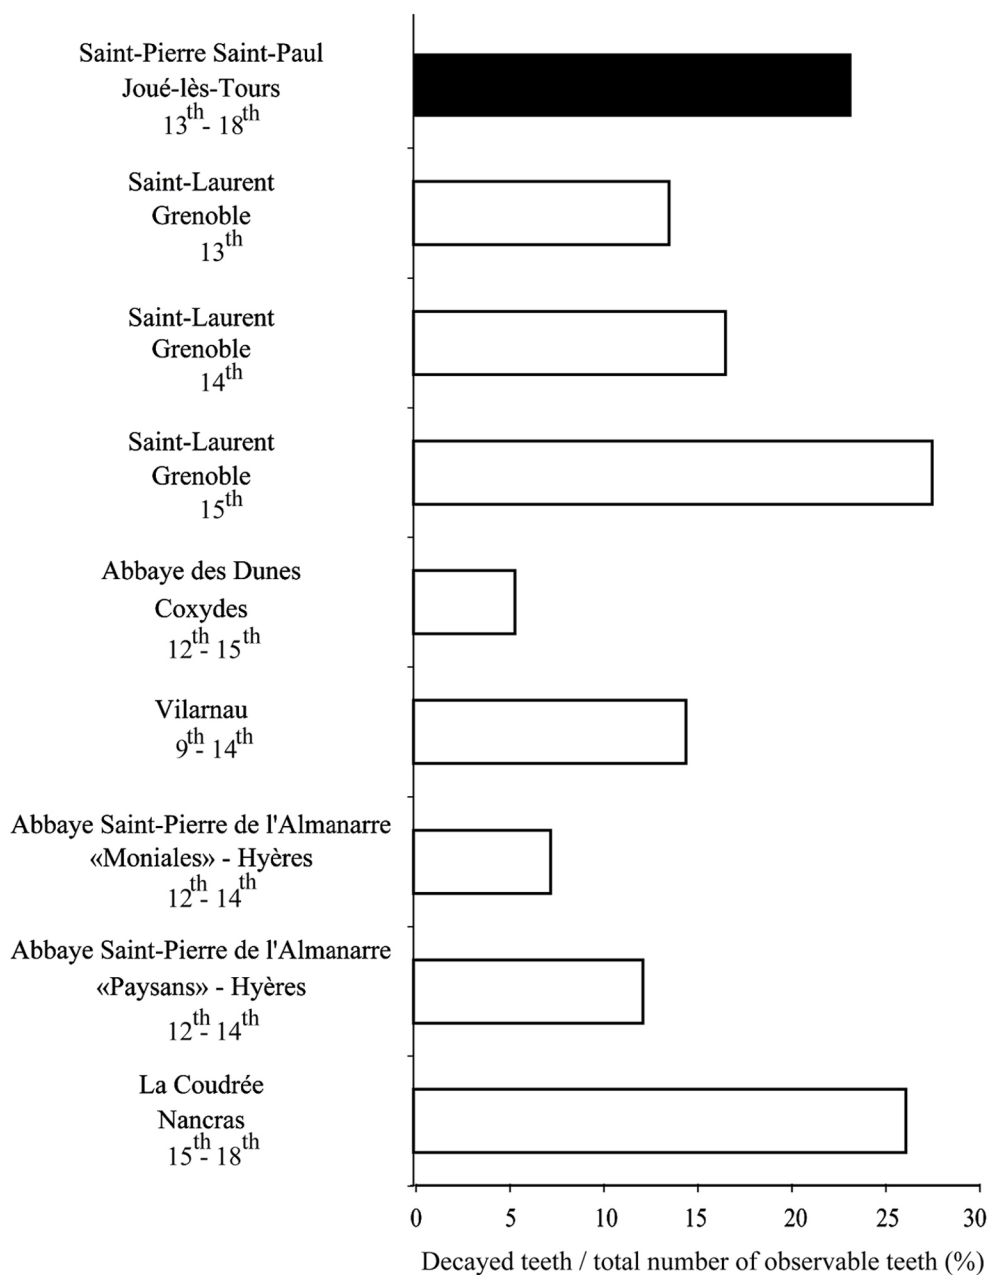 Saint-Pierre Saint-Paul
Joué-lès-Tours
13th- 18th
Saint-Laurent
Grenoble
13th
Saint-Laurent
Grenoble
14th
Saint-Laurent
Grenoble
15th
Abbaye des Dunes
Coxydes
12th- 15th
Vilarnau
9th- 14th
Abbaye Saint-Pierre de l'Almanarre
«Moniales» - Hyères
12th- 14th
Abbaye Saint-Pierre de l'Almanarre
«Paysans» - Hyères
12th- 14th
La Coudrée
Nancras
15th- 18th
0 5 10 15 20 25 30
Decayed teeth / total number of observable teeth (%)